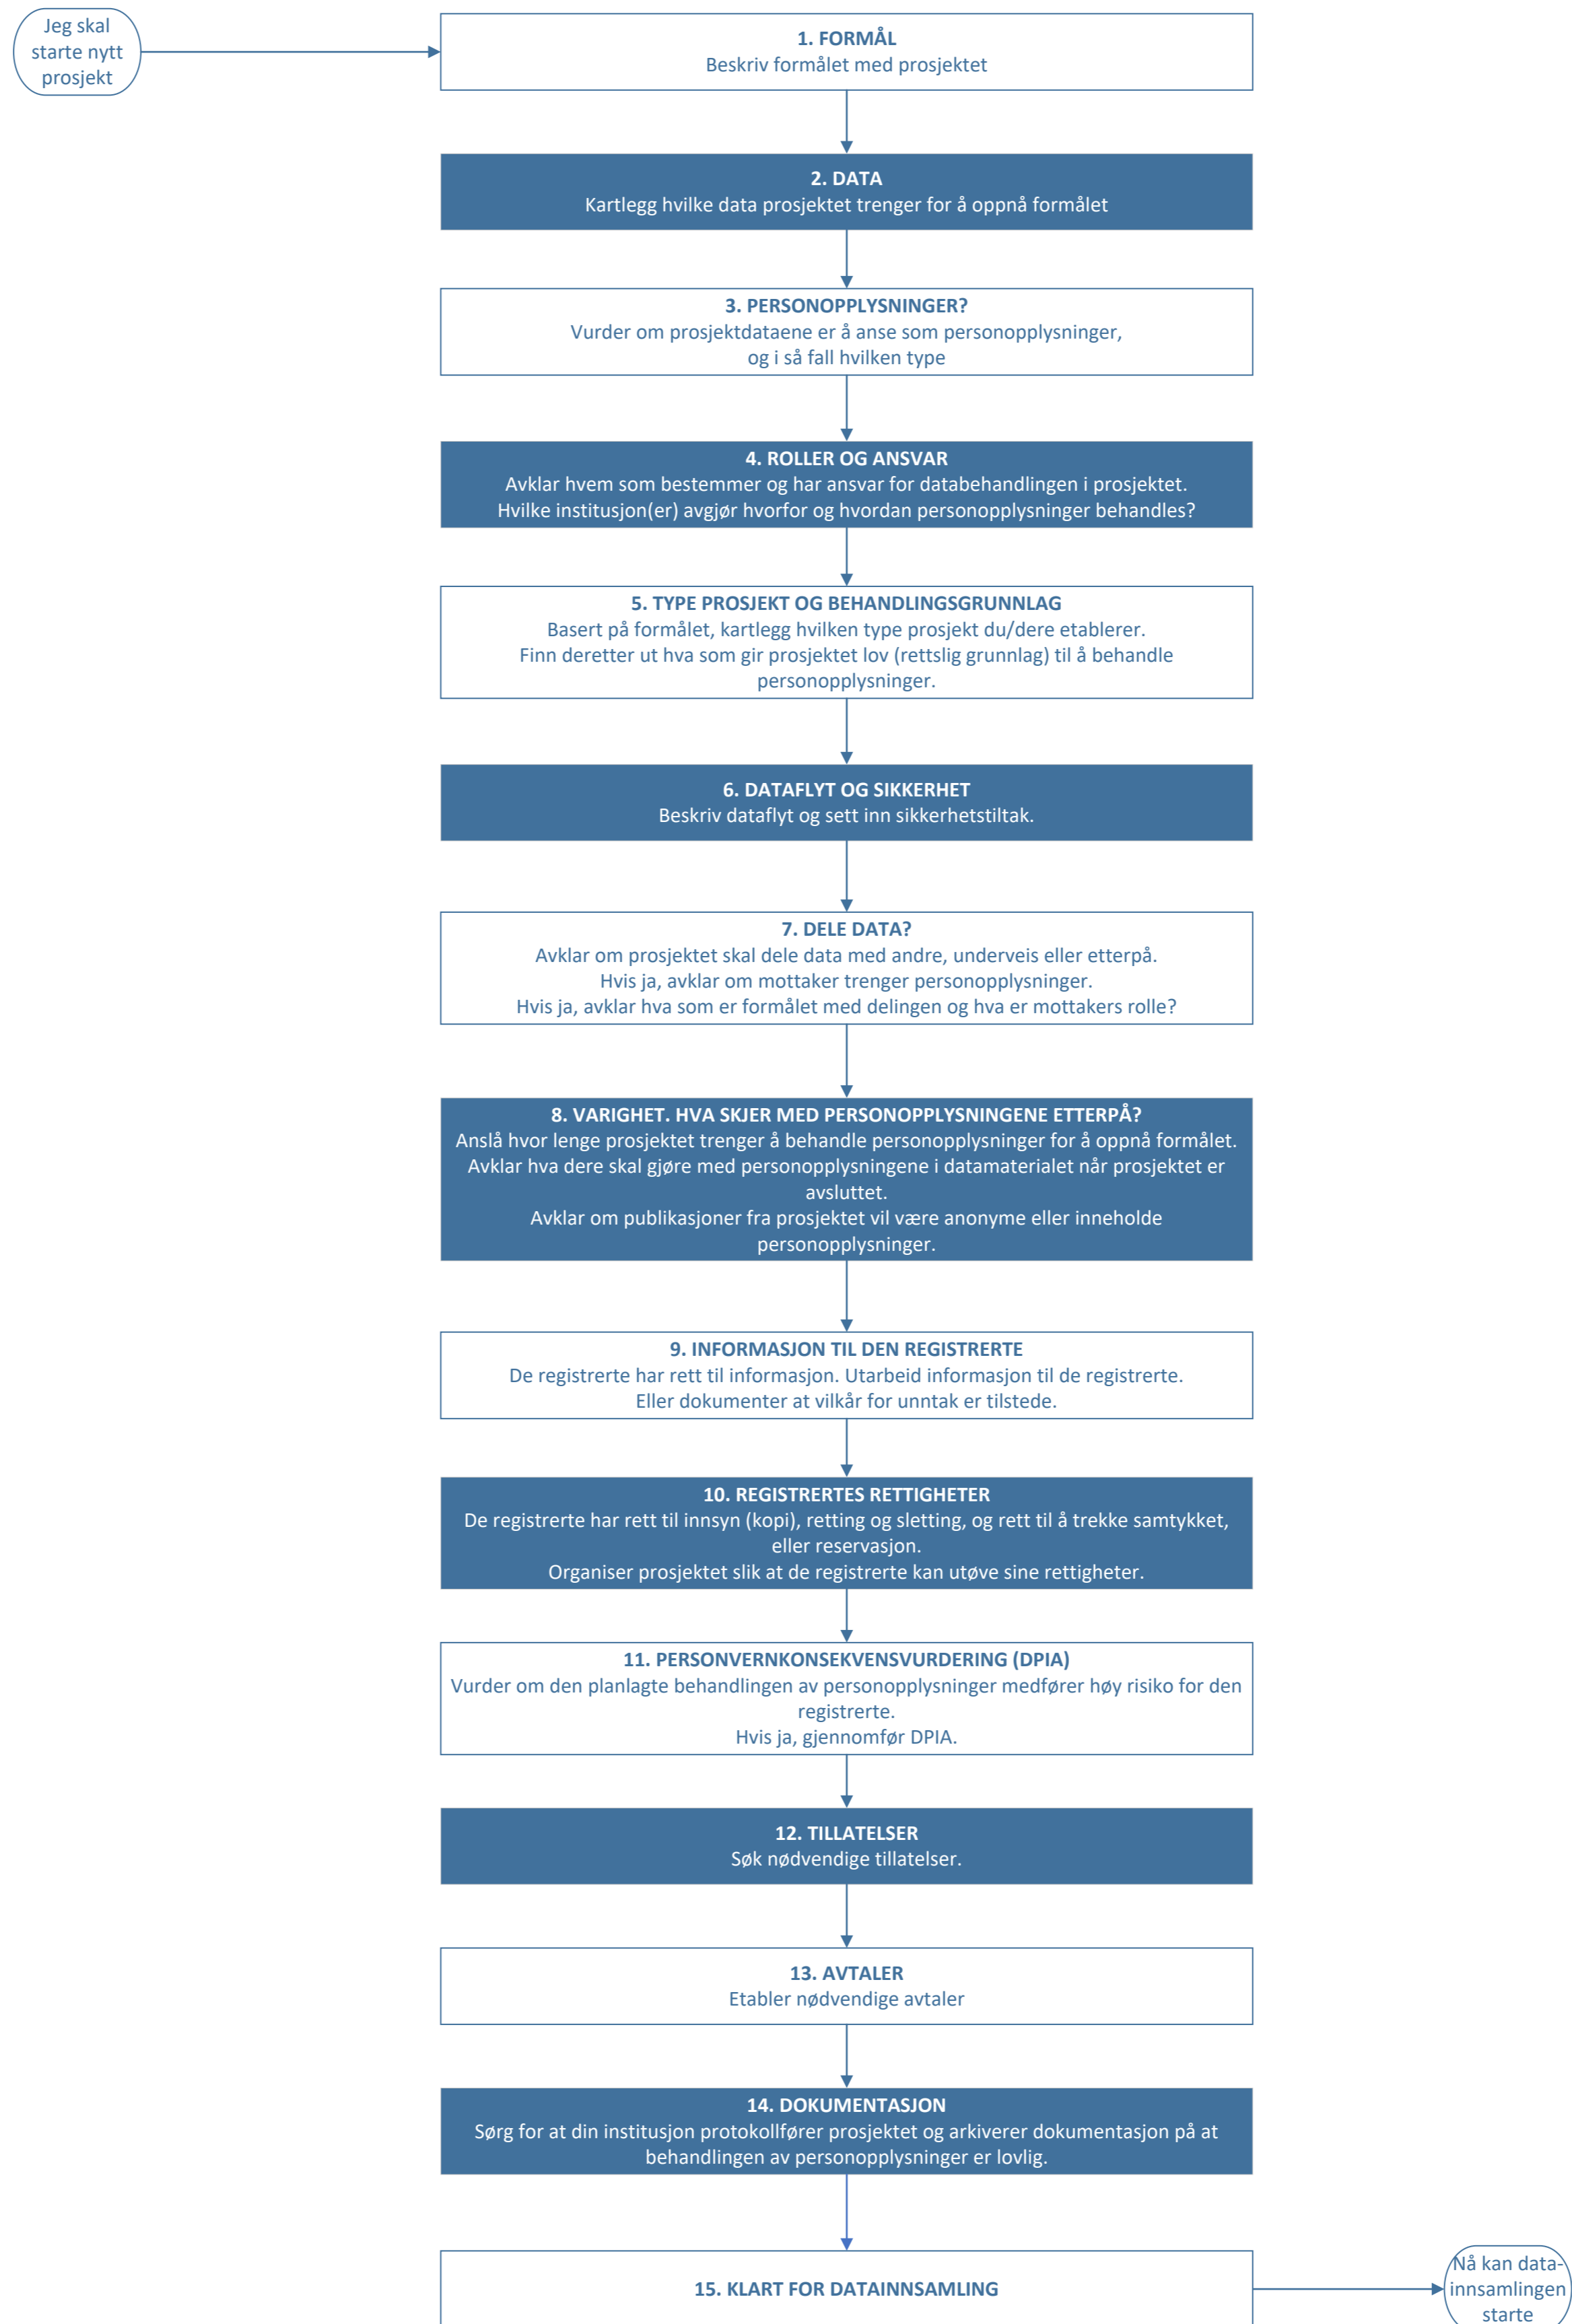 Jeg skal
starte nytt
prosjekt
1. FORMÅL
Beskriv formålet med prosjektet
2. DATA
Kartlegg hvilke data prosjektet trenger for å oppnå formålet
3. PERSONOPPLYSNINGER?
Vurder om prosjektdataene er å anse som personopplysninger,
og i så fall hvilken type
4. ROLLER OG ANSVAR
Avklar hvem som bestemmer og har ansvar for databehandlingen i prosjektet.
Hvilke institusjon(er) avgjør hvorfor og hvordan personopplysninger behandles?
5. TYPE PROSJEKT OG BEHANDLINGSGRUNNLAG
Basert på formålet, kartlegg hvilken type prosjekt du/dere etablerer.
Finn deretter ut hva som gir prosjektet lov (rettslig grunnlag) til å behandle
personopplysninger.
6. DATAFLYT OG SIKKERHET
Beskriv dataflyt og sett inn sikkerhetstiltak.
7. DELE DATA?
Avklar om prosjektet skal dele data med andre, underveis eller etterpå.
Hvis ja, avklar om mottaker trenger personopplysninger.
Hvis ja, avklar hva som er formålet med delingen og hva er mottakers rolle?
8. VARIGHET. HVA SKJER MED PERSONOPPLYSNINGENE ETTERPÅ?
Anslå hvor lenge prosjektet trenger å behandle personopplysninger for å oppnå formålet.
Avklar hva dere skal gjøre med personopplysningene i datamaterialet når prosjektet er
avsluttet.
Avklar om publikasjoner fra prosjektet vil være anonyme eller inneholde
personopplysninger.
9. INFORMASJON TIL DEN REGISTRERTE
De registrerte har rett til informasjon. Utarbeid informasjon til de registrerte.
Eller dokumenter at vilkår for unntak er tilstede.
10. REGISTRERTES RETTIGHETER
De registrerte har rett til innsyn (kopi), retting og sletting, og rett til å trekke samtykket,
eller reservasjon.
Organiser prosjektet slik at de registrerte kan utøve sine rettigheter.
11. PERSONVERNKONSEKVENSVURDERING (DPIA)
Vurder om den planlagte behandlingen av personopplysninger medfører høy risiko for den
registrerte.
Hvis ja, gjennomfør DPIA.
12. TILLATELSER
Søk nødvendige tillatelser.
13. AVTALER
Etabler nødvendige avtaler
14. DOKUMENTASJON
Sørg for at din institusjon protokollfører prosjektet og arkiverer dokumentasjon på at
behandlingen av personopplysninger er lovlig.
15. KLART FOR DATAINNSAMLING
Nå kan data-
innsamlingen
starte